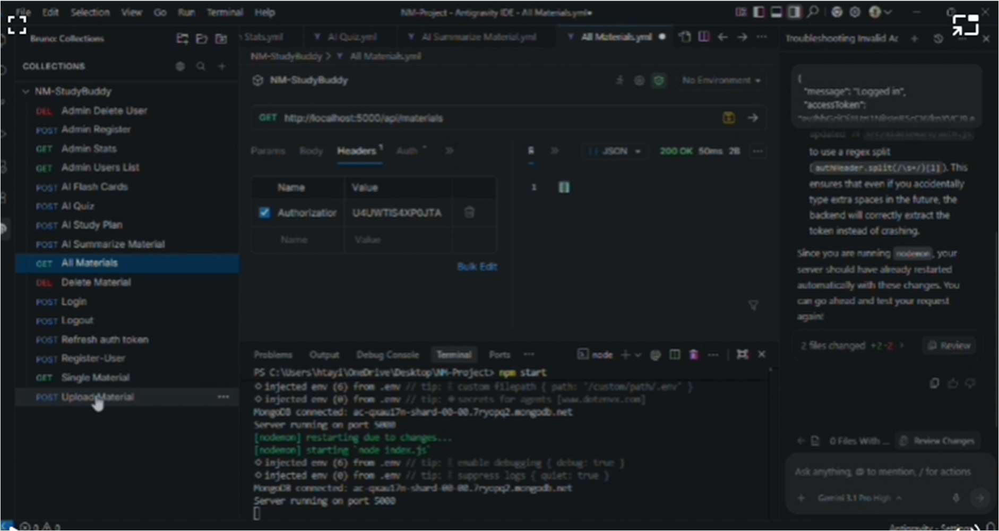 File Edit Selection View Go Run Terminal Help
NM-Project - Antigravity IDE - All Materials.yml
Bruno: Collections
COLLECTIONS
NM-StudyBuddy
DEL Admin Delete User
POST Admin Register
GET Admin Stats
GET Admin Users List
POST AI Flash Cards
POST AI Quiz
POST AI Study Plan
POST AI Summarize Material
GET All Materials
DEL Delete Material
POST Login
POST Logout
POST Refresh auth token
POST Register-User
GET Single Material
POST Upload Material
Stats.yml AI Quiz.yml AI Summarize Material.yml All Materials.yml
NM-StudyBuddy > All Materials.yml
NM-StudyBuddy
No Environment
GET http://localhost:5000/api/materials
Params Body Headers 1 Auth
JSON 200 OK 50ms 2B
Name Value
Authorization U4UWTIS4XP0JTA
Name Value
Bulk Edit
1 []
Problems Output Debug Console Terminal Ports
node
PS C:\Users\htayi\OneDrive\Desktop\NM-Project> npm start
injected env (6) from .env // tip: custom filepath { path: '/custom/path/.env' }
injected env (0) from .env // tip: secrets for agents [www.dotenvx.com]
MongoDB connected: ac-qxau17n-shard-00-00.7ryopq2.mongodb.net
Server running on port 5000
[nodemon] restarting due to changes...
[nodemon] starting `node index.js`
injected env (6) from .env // tip: enable debugging { debug: true }
injected env (0) from .env // tip: suppress logs { quiet: true }
MongoDB connected: ac-qxau17n-shard-00-00.7ryopq2.mongodb.net
Server running on port 5000
Troubleshooting Invalid Ac
{
"message": "Logged in",
"accessToken":
updated
to use a regex split
(authHeader.split(/\s+/)[1]). This
ensures that even if you accidentally
type extra spaces in the future, the
backend will correctly extract the
token instead of crashing.
Since you are running nodemon, your
server should have already restarted
automatically with these changes. You
can go ahead and test your request
again!
2 files changed +2 -2 > Review
0 Files With ... Review Changes
Ask anything, @ to mention, / for actions
Gemini 3.1 Pro High
Antigravity - Settings